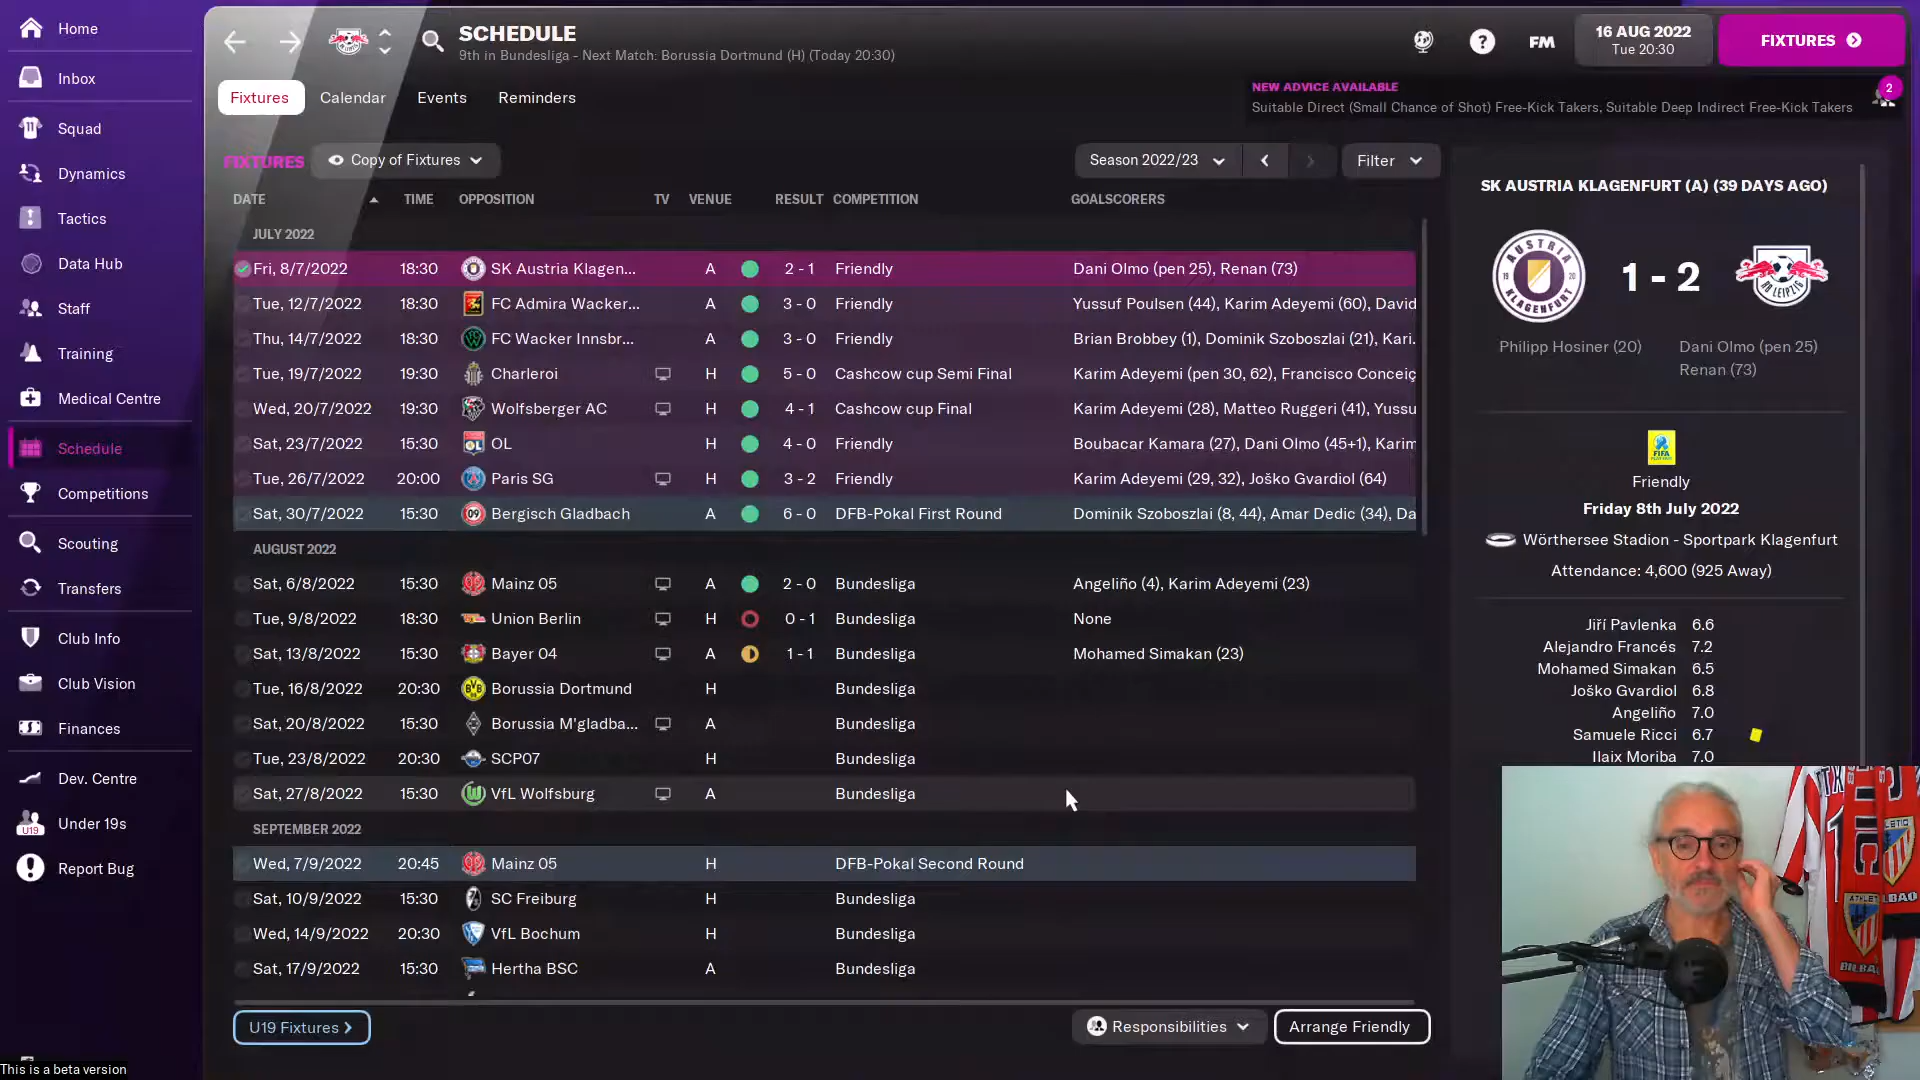 Home
Inbox
Squad
Dynamics
Tactics
Data Hub
Staff
Training
Medical Centre
Schedule
Competitions
Scouting
Transfers
Club Info
Club Vision
Finances
Dev. Centre
U19 Under 19s
Report Bug
This is a beta version
SCHEDULE
9th in Bundesliga - Next Match: Borussia Dortmund (H) (Today 20:30)
FM
16 AUG 2022
Tue 20:30
FIXTURES
Fixtures Calendar Events Reminders
NEW ADVICE AVAILABLE
Suitable Direct (Small Chance of Shot) Free-Kick Takers, Suitable Deep Indirect Free-Kick Takers
2
FIXTURES Copy of Fixtures Season 2022/23 Filter
DATE TIME OPPOSITION TV VENUE RESULT COMPETITION GOALSCORERS
JULY 2022
Fri, 8/7/2022 18:30 SK Austria Klagen... A 2 - 1 Friendly Dani Olmo (pen 25), Renan (73)
Tue, 12/7/2022 18:30 FC Admira Wacker... A 3 - 0 Friendly Yussuf Poulsen (44), Karim Adeyemi (60), David
Thu, 14/7/2022 18:30 FC Wacker Innsbr... A 3 - 0 Friendly Brian Brobbey (1), Dominik Szoboszlai (21), Kari.
Tue, 19/7/2022 19:30 Charleroi H 5 - 0 Cashcow cup Semi Final Karim Adeyemi (pen 30, 62), Francisco Conceiç
Wed, 20/7/2022 19:30 Wolfsberger AC H 4 - 1 Cashcow cup Final Karim Adeyemi (28), Matteo Ruggeri (41), Yussu
Sat, 23/7/2022 15:30 OL H 4 - 0 Friendly Boubacar Kamara (27), Dani Olmo (45+1), Karim
Tue, 26/7/2022 20:00 Paris SG H 3 - 2 Friendly Karim Adeyemi (29, 32), Joško Gvardiol (64)
Sat, 30/7/2022 15:30 Bergisch Gladbach A 6 - 0 DFB-Pokal First Round Dominik Szoboszlai (8, 44), Amar Dedic (34), Da
AUGUST 2022
Sat, 6/8/2022 15:30 Mainz 05 A 2 - 0 Bundesliga Angeliño (4), Karim Adeyemi (23)
Tue, 9/8/2022 18:30 Union Berlin H 0 - 1 Bundesliga None
Sat, 13/8/2022 15:30 Bayer 04 A 1 - 1 Bundesliga Mohamed Simakan (23)
Tue, 16/8/2022 20:30 Borussia Dortmund H Bundesliga
Sat, 20/8/2022 15:30 Borussia M'gladba... A Bundesliga
Tue, 23/8/2022 20:30 SCP07 H Bundesliga
Sat, 27/8/2022 15:30 VfL Wolfsburg A Bundesliga
SEPTEMBER 2022
Wed, 7/9/2022 20:45 Mainz 05 H DFB-Pokal Second Round
Sat, 10/9/2022 15:30 SC Freiburg H Bundesliga
Wed, 14/9/2022 20:30 VfL Bochum H Bundesliga
Sat, 17/9/2022 15:30 Hertha BSC A Bundesliga
U19 Fixtures Responsibilities Arrange Friendly
SK AUSTRIA KLAGENFURT (A) (39 DAYS AGO)
AUSTRIA
KLAGENFURT
1 - 2
RB LEIPZIG
Philipp Hosiner (20) Dani Olmo (pen 25)
Renan (73)
FIFA
Friendly
Friday 8th July 2022
Wörthersee Stadion - Sportpark Klagenfurt
Attendance: 4,600 (925 Away)
Jiří Pavlenka 6.6
Alejandro Francés 7.2
Mohamed Simakan 6.5
Joško Gvardiol 6.8
Angeliño 7.0
Samuele Ricci 6.7
Ilaix Moriba 7.0